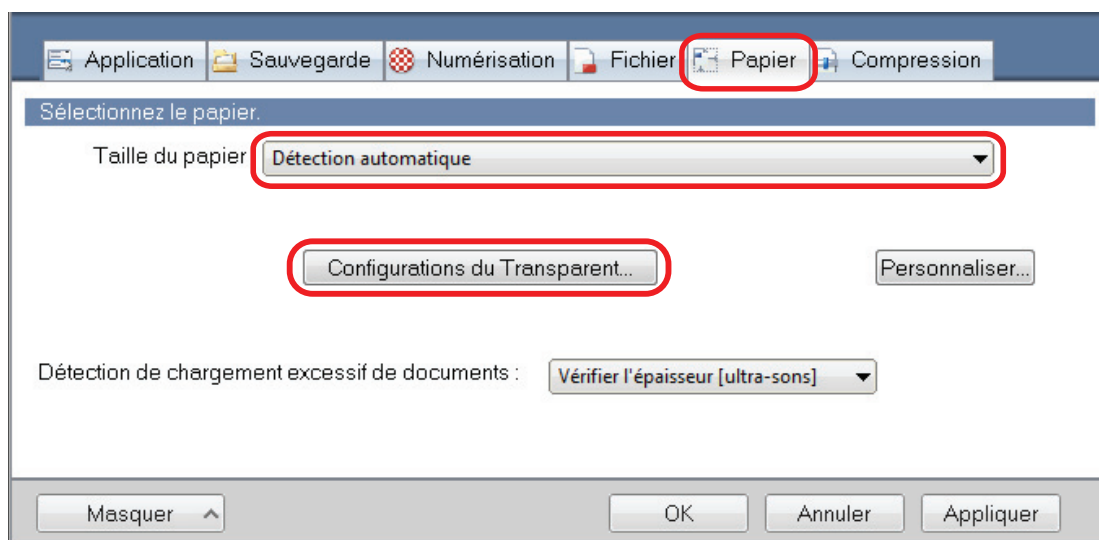 Application Sauvegarde Numérisation Fichier Papier Compression
Sélectionnez le papier.
Taille du papier Détection automatique
Configurations du Transparent... Personnaliser...
Détection de chargement excessif de documents : Vérifier l'épaisseur [ultra-sons]
Masquer OK Annuler Appliquer